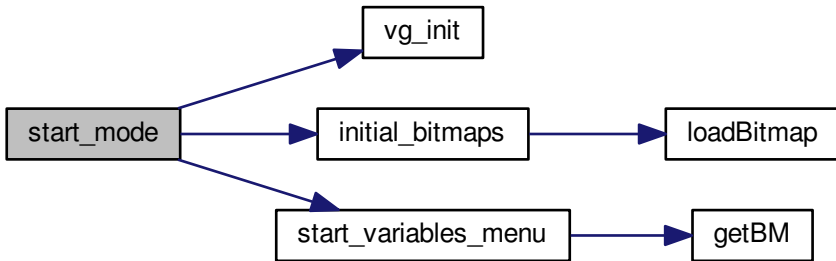 vg_init
start_mode
initial_bitmaps
loadBitmap
start_variables_menu
getBM